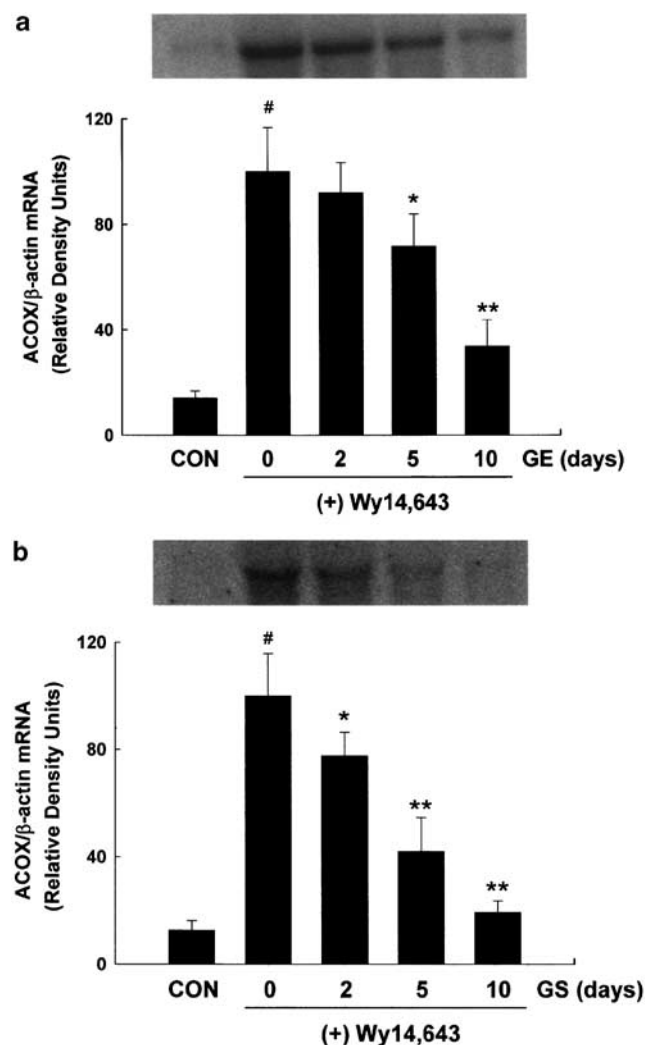 a
#
*
**
120
80
40
0
ACOX/β-actin mRNA
(Relative Density Units)
CON 0 2 5 10 GE (days)
(+) Wy14,643
b
#
*
**
**
120
80
40
0
ACOX/β-actin mRNA
(Relative Density Units)
CON 0 2 5 10 GS (days)
(+) Wy14,643